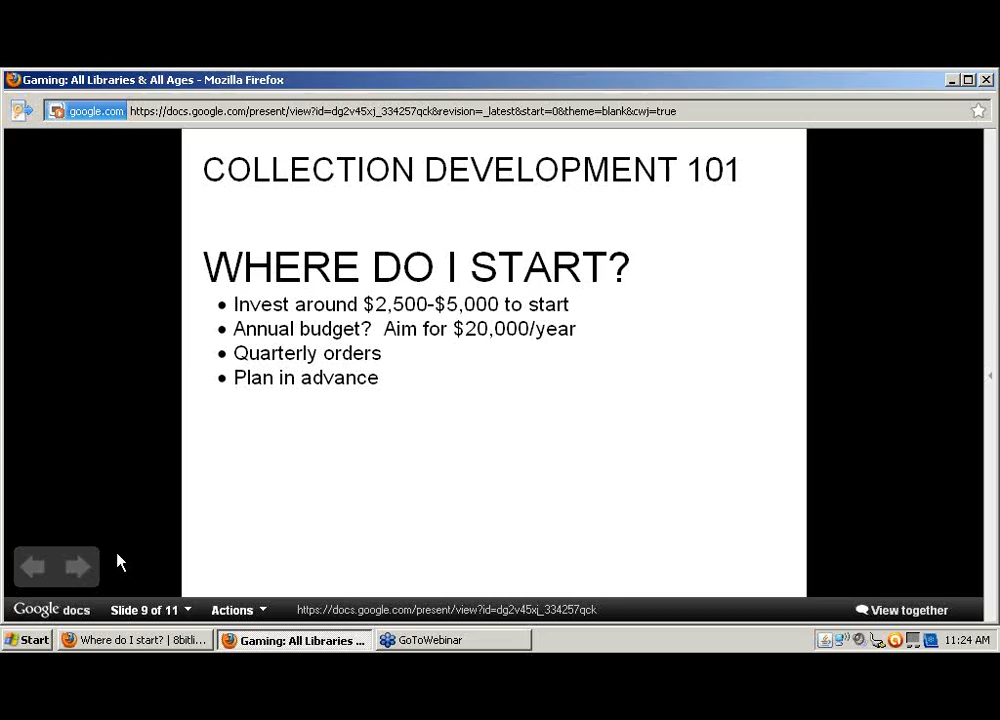 Gaming: All Libraries & All Ages - Mozilla Firefox
google.com https://docs.google.com/present/view?id=dg2v45xj_334257qck&revision=_latest&start=0&theme=blank&cwj=true
COLLECTION DEVELOPMENT 101
WHERE DO I START?
• Invest around $2,500-$5,000 to start
• Annual budget?  Aim for $20,000/year
• Quarterly orders
• Plan in advance
Google docs Slide 9 of 11 Actions https://docs.google.com/present/view?id=dg2v45xj_334257qck View together
Start Where do I start? | 8bitli... Gaming: All Libraries ... GoToWebinar 11:24 AM